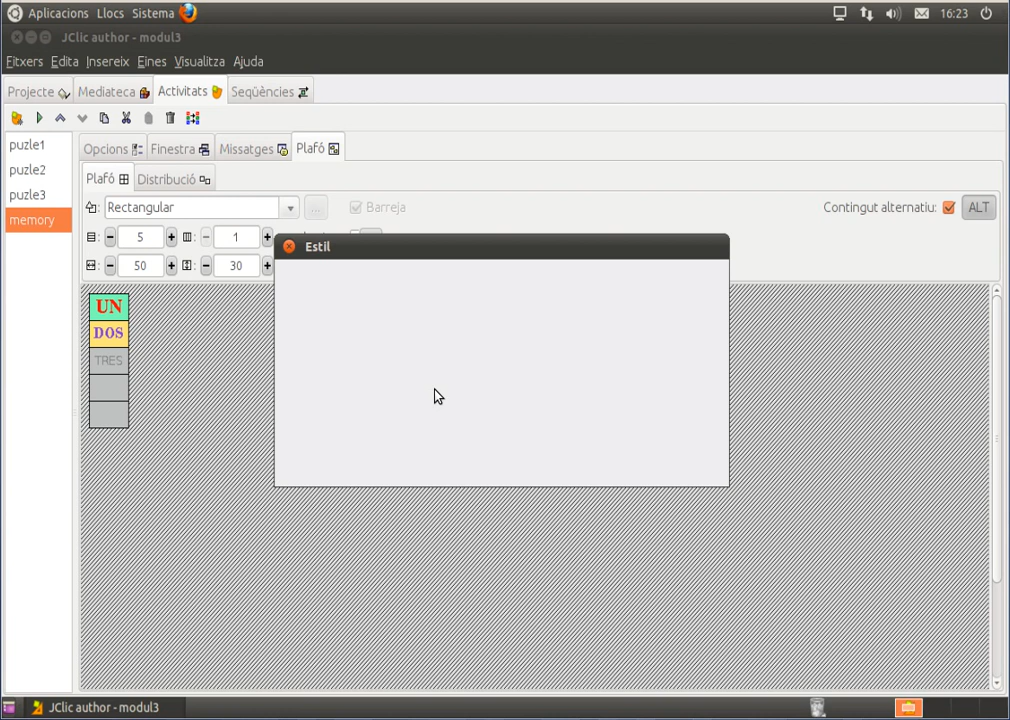 Aplicacions Llocs Sistema 16:23
JClic author - modul3
Eitxers Edita Insereix Eines Visualitza Ajuda
Projecte Mediateca Activitats Seqüències
puzle1
puzle2
puzle3
memory
Opcions Finestra Missatges Plafó
Plafó Distribució
Rectangular ... Barreja Contingut alternatiu: ALT
5 1
50 30
Estil
UN
DOS
TRES
JClic author - modul3